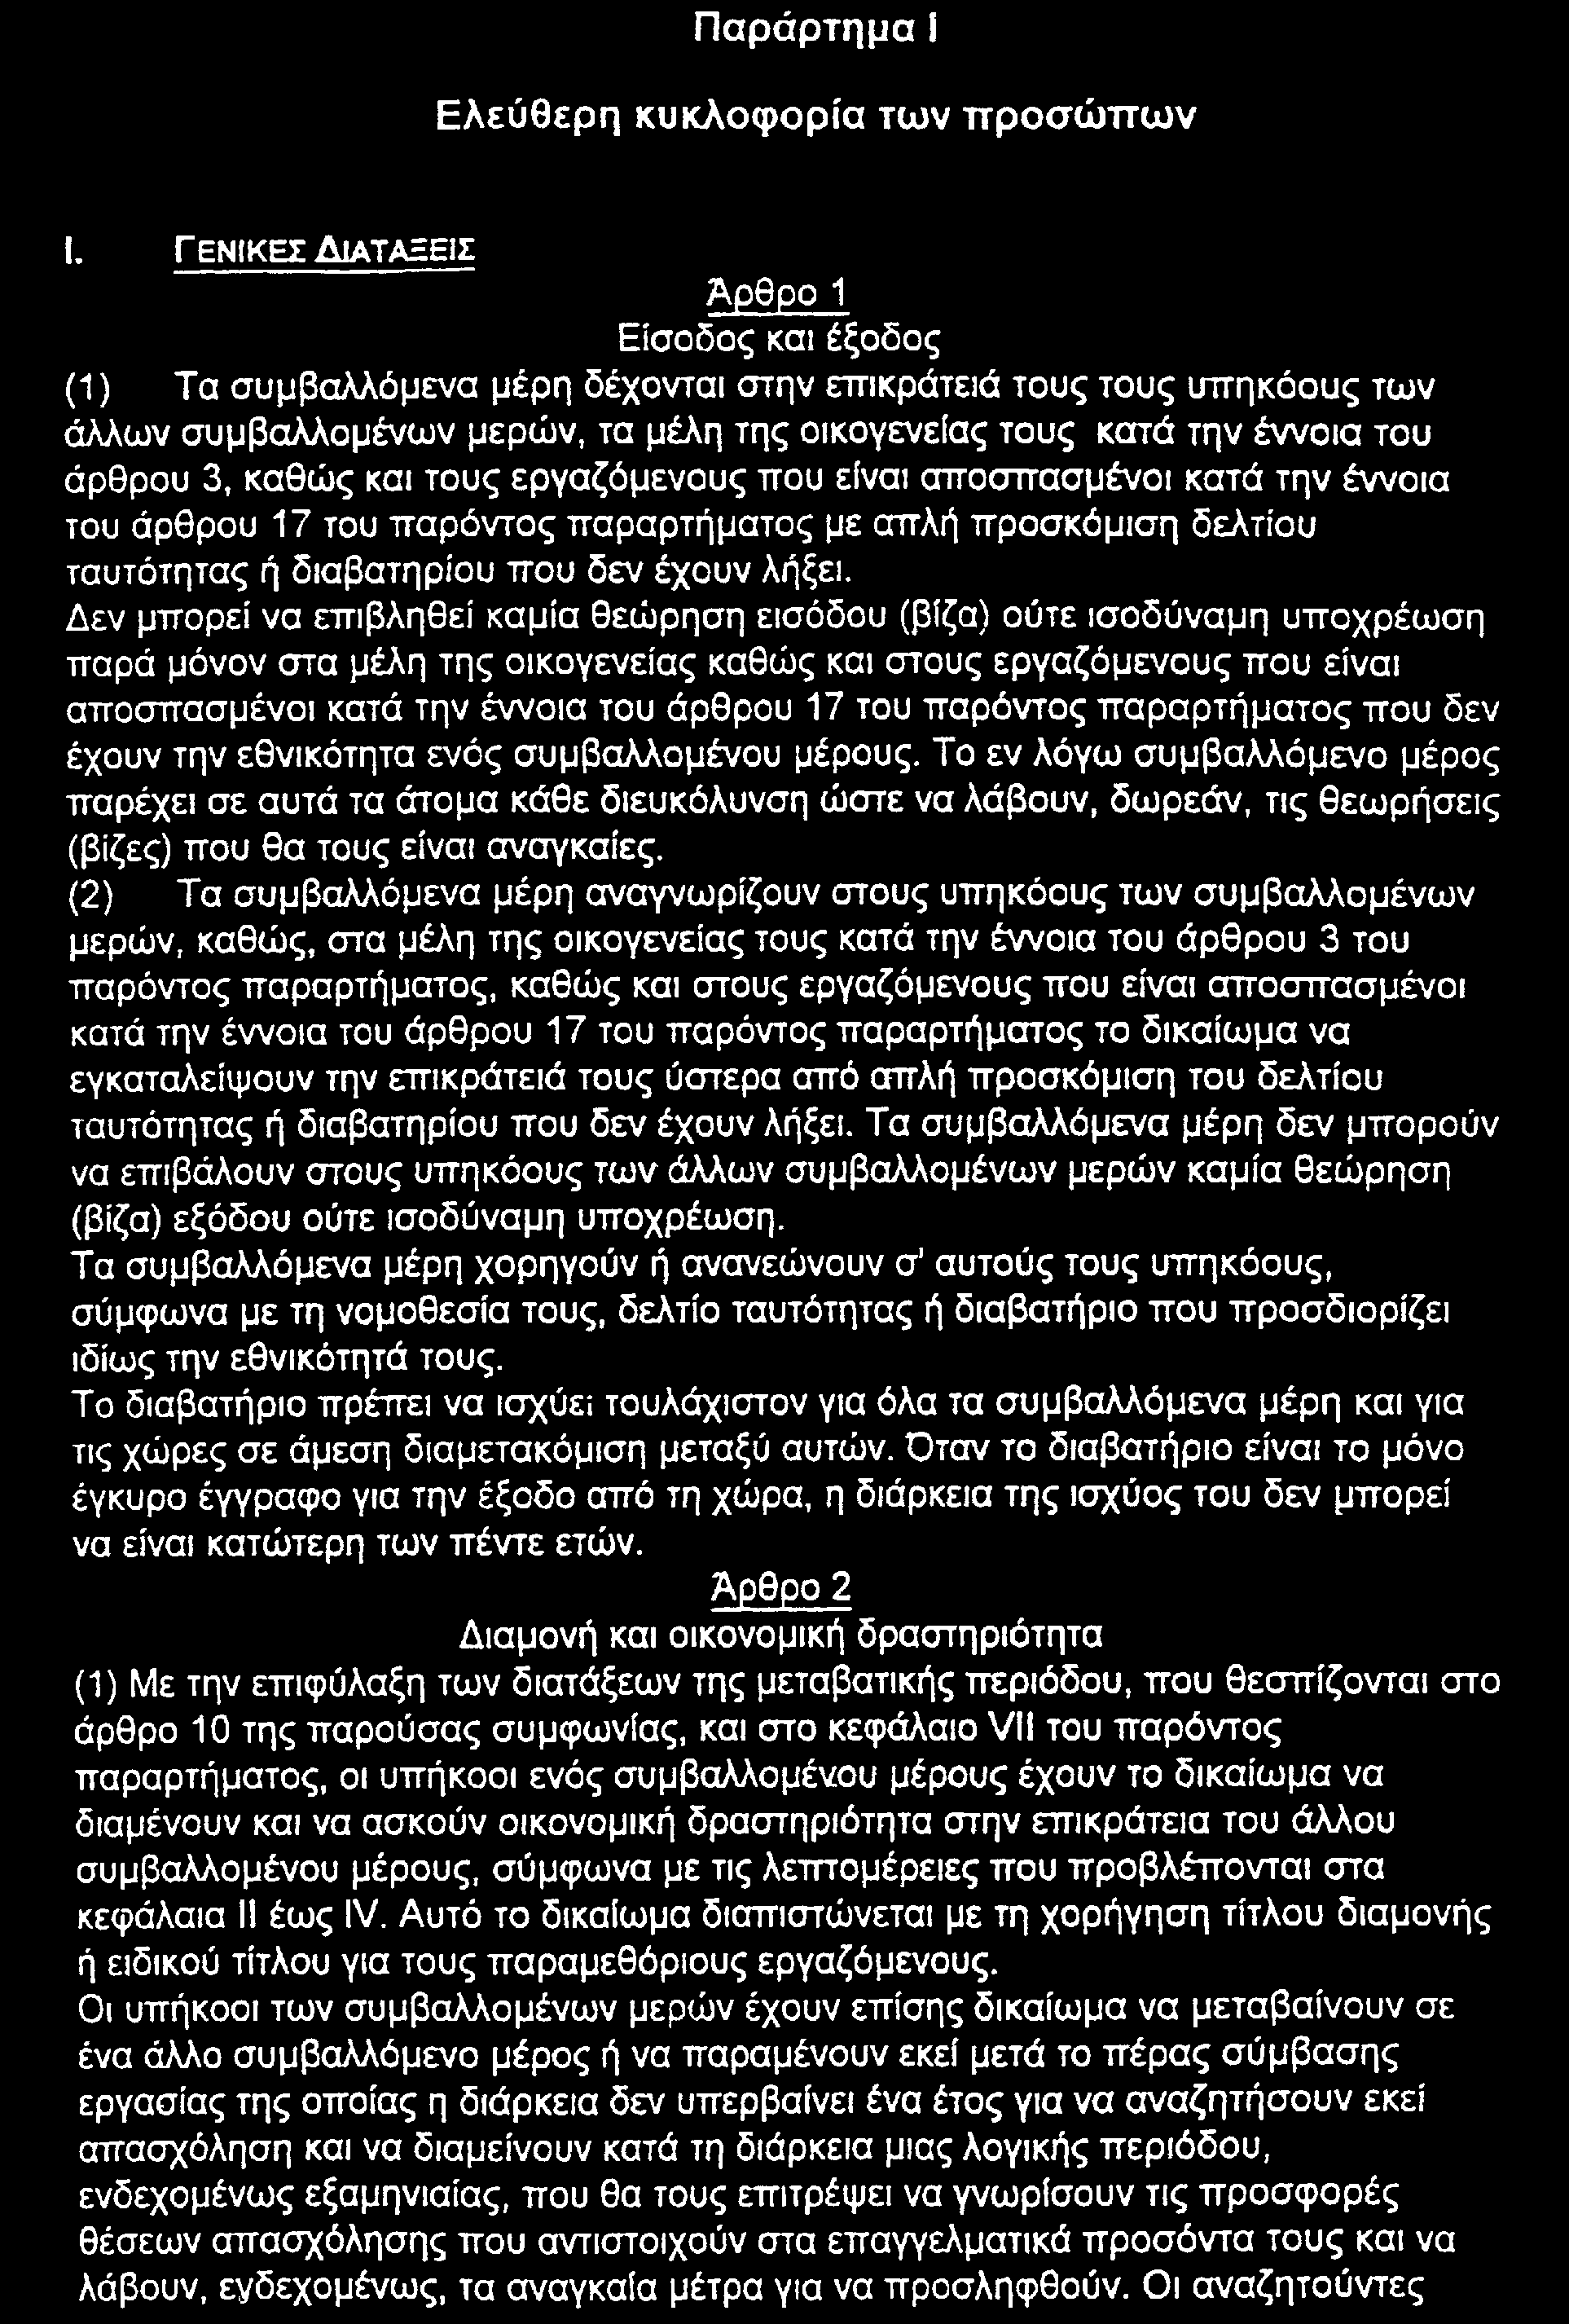 Παράρτημα Ι
Ελεύθερη κυκλοφορία των προσώπων
Ι. ΓΕΝΙΚΕΣ ΔΙΑΤΑΞΕΙΣ
Άρθρο 1
Είσοδος και έξοδος
(1) Τα συμβαλλόμενα μέρη δέχονται στην επικράτειά τους τους υπηκόους των
άλλων συμβαλλομένων μερών, τα μέλη της οικογενείας τους κατά την έννοια του
άρθρου 3, καθώς και τους εργαζόμενους που είναι αποσπασμένοι κατά την έννοια
του άρθρου 17 του παρόντος παραρτήματος με απλή προσκόμιση δελτίου
ταυτότητας ή διαβατηρίου που δεν έχουν λήξει.
Δεν μπορεί να επιβληθεί καμία θεώρηση εισόδου (βίζα) ούτε ισοδύναμη υποχρέωση
παρά μόνον στα μέλη της οικογενείας καθώς και στους εργαζόμενους που είναι
αποσπασμένοι κατά την έννοια του άρθρου 17 του παρόντος παραρτήματος που δεν
έχουν την εθνικότητα ενός συμβαλλομένου μέρους. Το εν λόγω συμβαλλόμενο μέρος
παρέχει σε αυτά τα άτομα κάθε διευκόλυνση ώστε να λάβουν, δωρεάν, τις θεωρήσεις
(βίζες) που θα τους είναι αναγκαίες.
(2) Τα συμβαλλόμενα μέρη αναγνωρίζουν στους υπηκόους των συμβαλλομένων
μερών, καθώς, στα μέλη της οικογενείας τους κατά την έννοια του άρθρου 3 του
παρόντος παραρτήματος, καθώς και στους εργαζόμενους που είναι αποσπασμένοι
κατά την έννοια του άρθρου 17 του παρόντος παραρτήματος το δικαίωμα να
εγκαταλείψουν την επικράτειά τους ύστερα από απλή προσκόμιση του δελτίου
ταυτότητας ή διαβατηρίου που δεν έχουν λήξει. Τα συμβαλλόμενα μέρη δεν μπορούν
να επιβάλουν στους υπηκόους των άλλων συμβαλλομένων μερών καμία θεώρηση
(βίζα) εξόδου ούτε ισοδύναμη υποχρέωση.
Τα συμβαλλόμενα μέρη χορηγούν ή ανανεώνουν σ' αυτούς τους υπηκόους,
σύμφωνα με τη νομοθεσία τους, δελτίο ταυτότητας ή διαβατήριο που προσδιορίζει
ιδίως την εθνικότητά τους.
Το διαβατήριο πρέπει να ισχύει τουλάχιστον για όλα τα συμβαλλόμενα μέρη και για
τις χώρες σε άμεση διαμετακόμιση μεταξύ αυτών. Όταν το διαβατήριο είναι το μόνο
έγκυρο έγγραφο για την έξοδο από τη χώρα, η διάρκεια της ισχύος του δεν μπορεί
να είναι κατώτερη των πέντε ετών.
Άρθρο 2
Διαμονή και οικονομική δραστηριότητα
(1) Με την επιφύλαξη των διατάξεων της μεταβατικής περιόδου, που θεσπίζονται στο
άρθρο 10 της παρούσας συμφωνίας, και στο κεφάλαιο VII του παρόντος
παραρτήματος, οι υπήκοοι ενός συμβαλλομένου μέρους έχουν το δικαίωμα να
διαμένουν και να ασκούν οικονομική δραστηριότητα στην επικράτεια του άλλου
συμβαλλομένου μέρους, σύμφωνα με τις λεπτομέρειες που προβλέπονται στα
κεφάλαια ΙΙ έως IV. Αυτό το δικαίωμα διαπιστώνεται με τη χορήγηση τίτλου διαμονής
ή ειδικού τίτλου για τους παραμεθόριους εργαζόμενους.
Οι υπήκοοι των συμβαλλομένων μερών έχουν επίσης δικαίωμα να μεταβαίνουν σε
ένα άλλο συμβαλλόμενο μέρος ή να παραμένουν εκεί μετά το πέρας σύμβασης
εργασίας της οποίας η διάρκεια δεν υπερβαίνει ένα έτος για να αναζητήσουν εκεί
απασχόληση και να διαμείνουν κατά τη διάρκεια μιας λογικής περιόδου,
ενδεχομένως εξαμηνιαίας, που θα τους επιτρέψει να γνωρίσουν τις προσφορές
θέσεων απασχόλησης που αντιστοιχούν στα επαγγελματικά προσόντα τους και να
λάβουν, ενδεχομένως, τα αναγκαία μέτρα για να προσληφθούν. Οι αναζητούντες